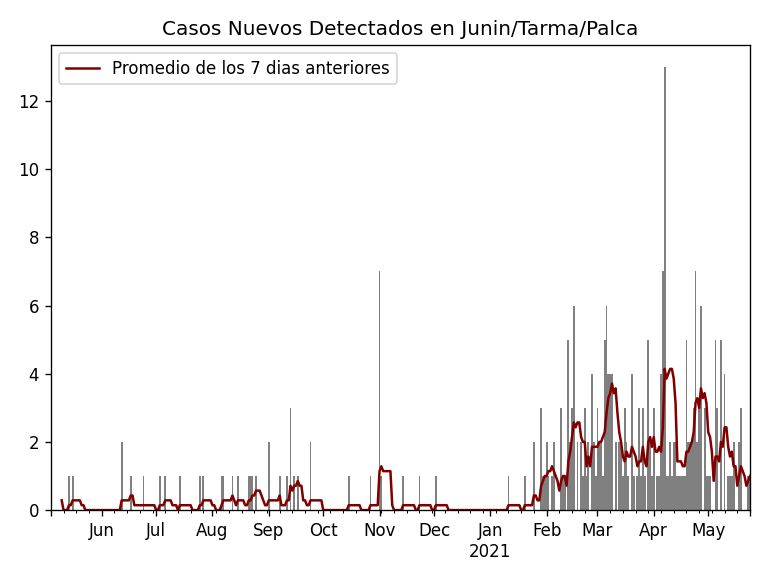 Casos Nuevos Detectados en Junin/Tarma/Palca
Promedio de los 7 dias anteriores
12
10
8
6
4
2
0
Jun Jul Aug Sep Oct Nov Dec Jan Feb Mar Apr May
2021